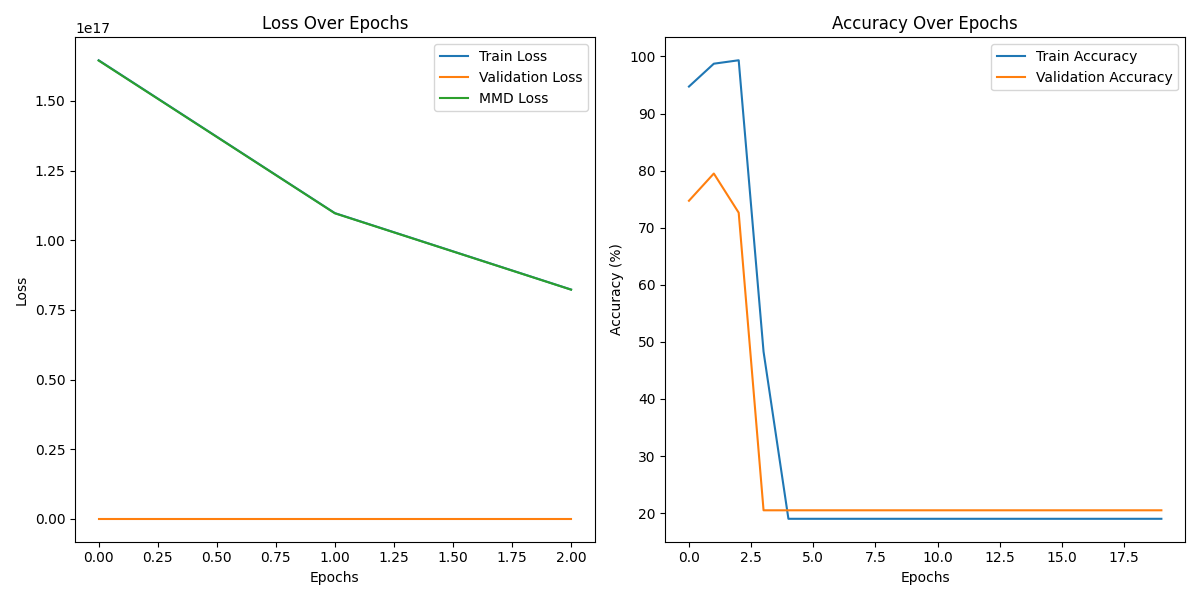 Loss Over Epochs
1e17
Train Loss
Validation Loss
MMD Loss
1.50
1.25
1.00
0.75
0.50
0.25
0.00
Loss
0.00 0.25 0.50 0.75 1.00 1.25 1.50 1.75 2.00
Epochs
Accuracy Over Epochs
Train Accuracy
Validation Accuracy
100
90
80
70
60
50
40
30
20
Accuracy (%)
0.0 2.5 5.0 7.5 10.0 12.5 15.0 17.5
Epochs